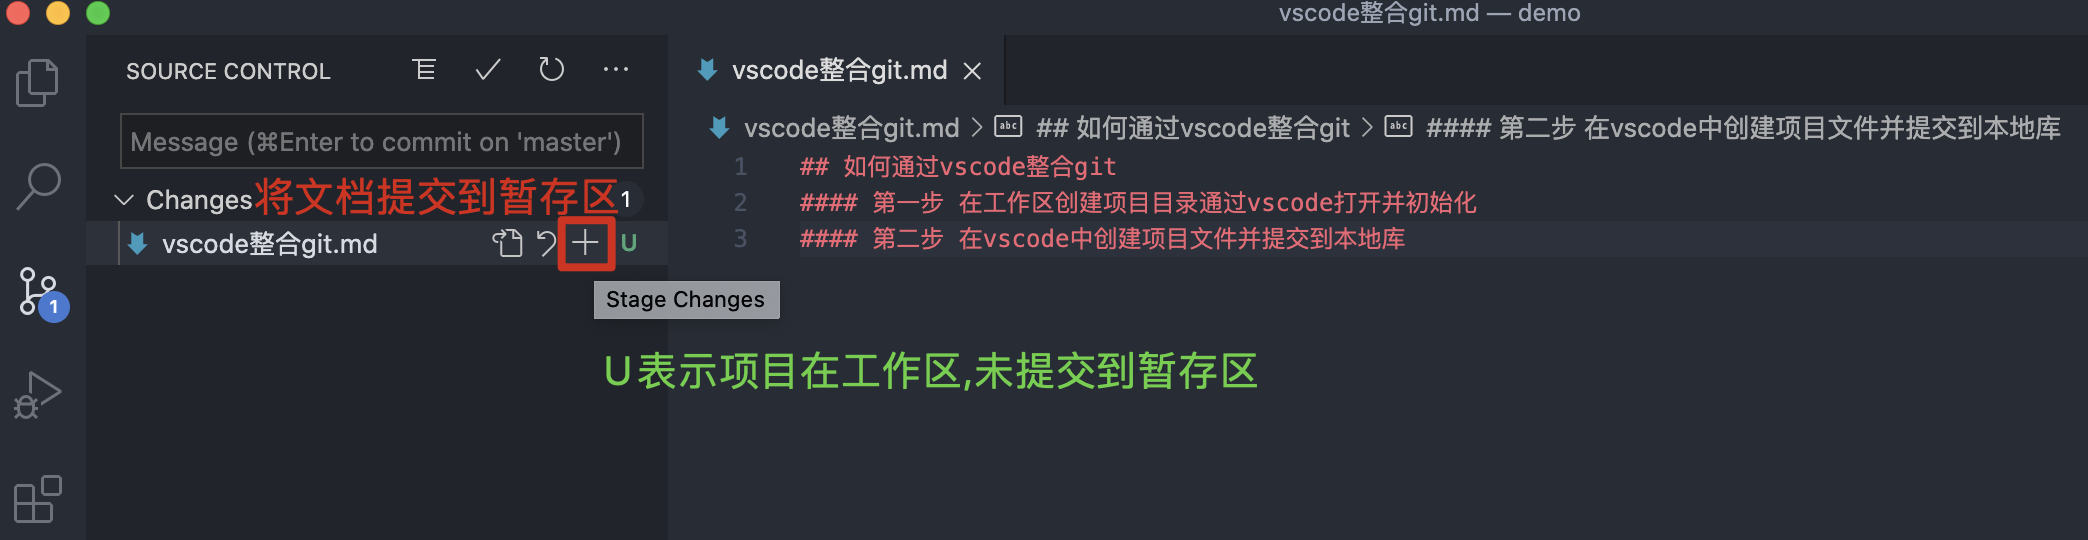 vscode整合git.md — demo
SOURCE CONTROL
vscode整合git.md
Message (⌘Enter to commit on 'master')
Changes
将文档提交到暂存区
1
vscode整合git.md
U
Stage Changes
1
vscode整合git.md > abc ## 如何通过vscode整合git > abc #### 第二步 在vscode中创建项目文件并提交到本地库
1 ## 如何通过vscode整合git
2 #### 第一步 在工作区创建项目目录通过vscode打开并初始化
3 #### 第二步 在vscode中创建项目文件并提交到本地库
U表示项目在工作区,未提交到暂存区